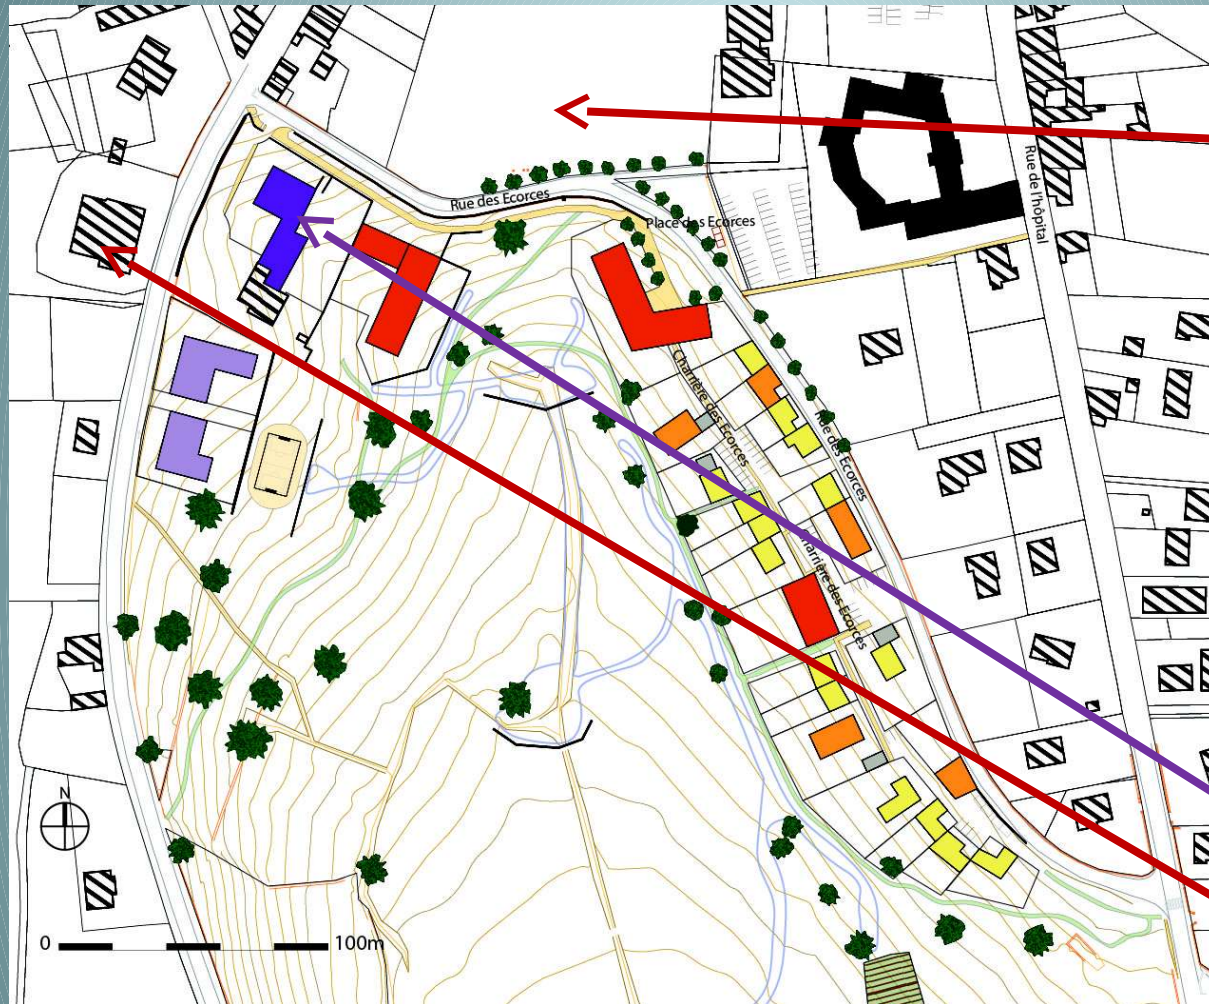 Rue des Ecorces
Place des Ecorces
Rue de l'hôpital
Charrière des Ecorces
Rue des Ecorces
Charrière des Ecorces
N
0
100m